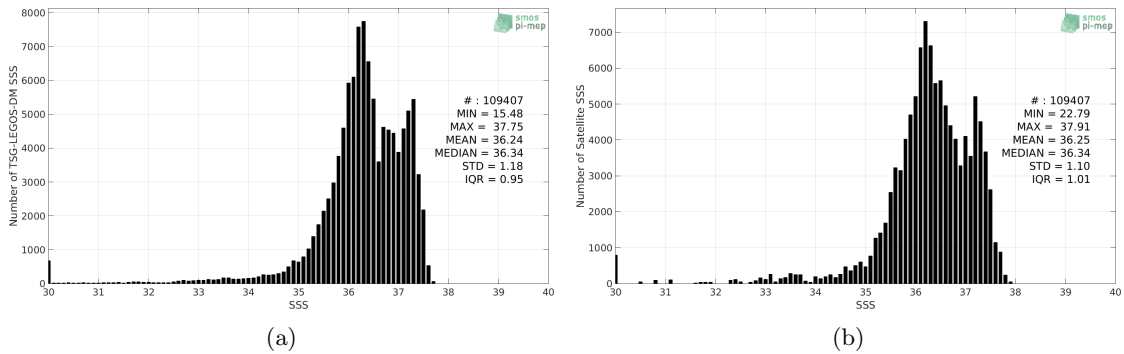 8000
7000
6000
5000
4000
3000
2000
1000
0
Number of TSG-LEGOS-DM SSS
30 31 32 33 34 35 36 37 38 39 40
SSS
# : 109407
MIN = 15.48
MAX = 37.75
MEAN = 36.24
MEDIAN = 36.34
STD = 1.18
IQR = 0.95
smos
pi-mep
(a)
7000
6000
5000
4000
3000
2000
1000
0
Number of Satellite SSS
30 31 32 33 34 35 36 37 38 39 40
SSS
# : 109407
MIN = 22.79
MAX = 37.91
MEAN = 36.25
MEDIAN = 36.34
STD = 1.10
IQR = 1.01
smos
pi-mep
(b)